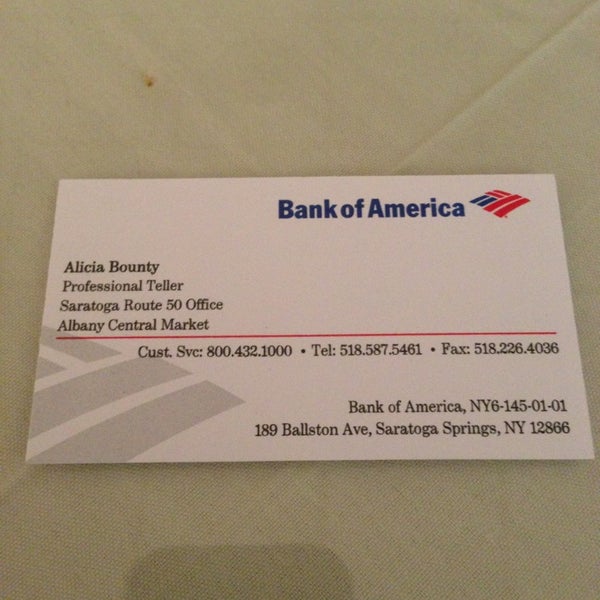 Bank of America
Alicia Bounty
Professional Teller
Saratoga Route 50 Office
Albany Central Market
Cust. Svc: 800.432.1000 • Tel: 518.587.5461 • Fax: 518.226.4036
Bank of America, NY6-145-01-01
189 Ballston Ave, Saratoga Springs, NY 12866